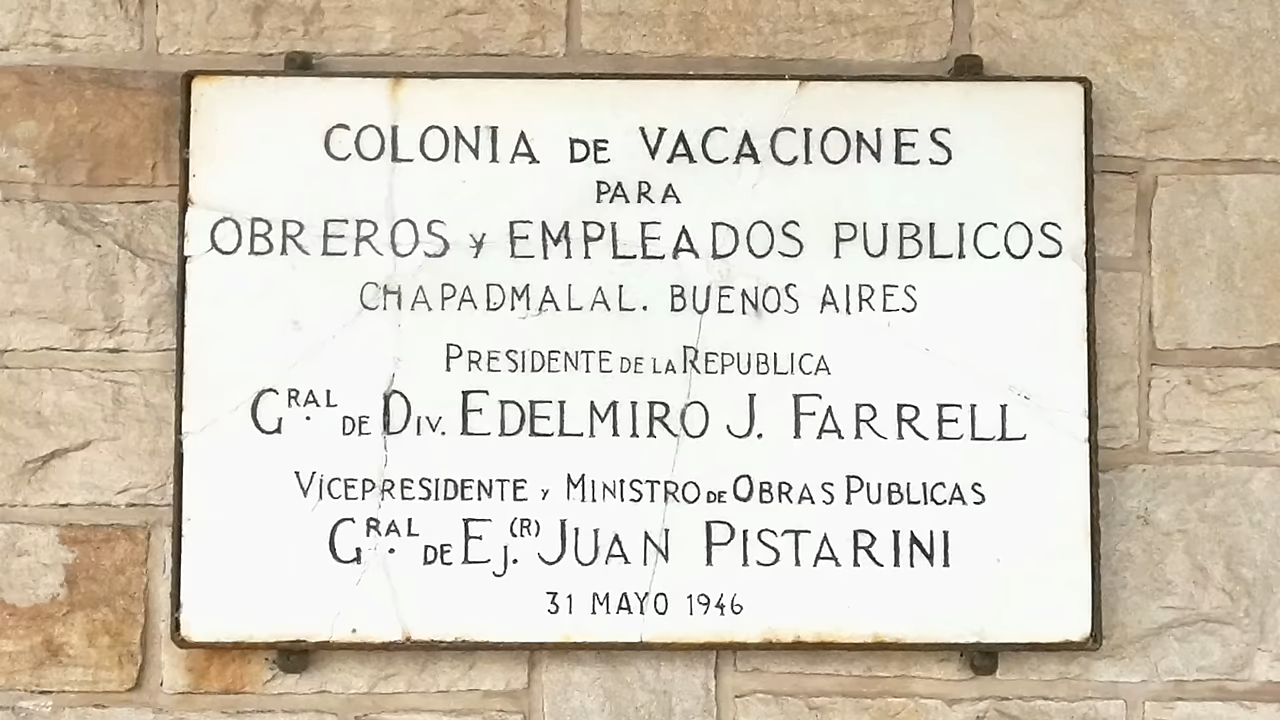 COLONIA DE VACACIONES
PARA
OBREROS Y EMPLEADOS PUBLICOS
CHAPADMALAL. BUENOS AIRES
PRESIDENTE DE LA REPUBLICA
GRAL. DE DIV. EDELMIRO J. FARRELL
VICEPRESIDENTE Y MINISTRO DE OBRAS PUBLICAS
GRAL. DE EJ. (R) JUAN PISTARINI
31 MAYO 1946